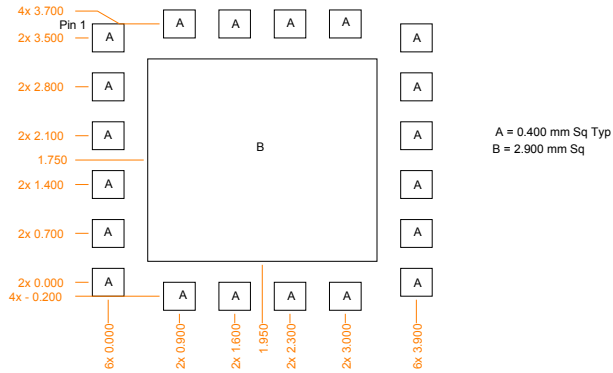 4x 3.700
A A A A
Pin 1
2x 3.500
A A
2x 2.800
A A
2x 2.100
A A
A = 0.400 mm Sq Typ
B
B = 2.900 mm Sq
1.750
2x 1.400
A A
2x 0.700
A A
2x 0.000
A A
4x - 0.200
A A A A
6x 0.000
2x 0.900
2x 1.600
1.950
2x 2.300
2x 3.000
6x 3.900